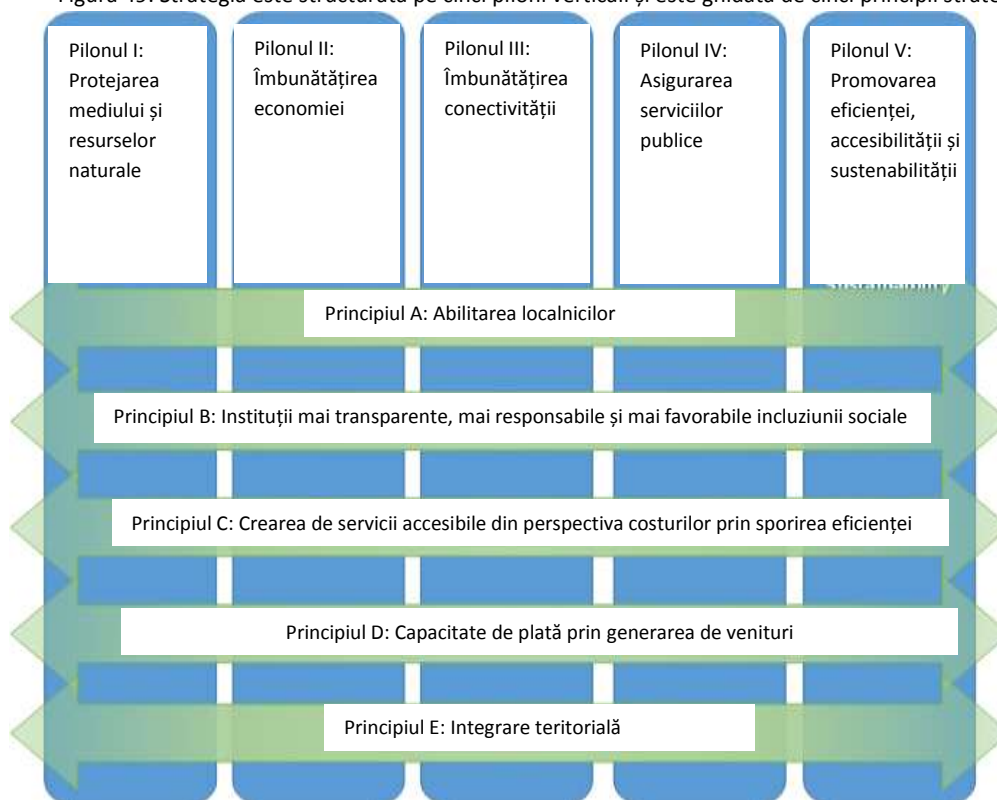 Pilonul I:
Protejarea
mediului și
resurselor
naturale
Pilonul II:
Îmbunătățirea
economiei
Pilonul III:
Îmbunătățirea
conectivității
Pilonul IV:
Asigurarea
serviciilor
publice
Pilonul V:
Promovarea
eficienței,
accesibilității și
sustenabilității
Principiul A: Abilitarea localnicilor
Principiul B: Instituții mai transparente, mai responsabile și mai favorabile incluziunii sociale
Principiul C: Crearea de servicii accesibile din perspectiva costurilor prin sporirea eficienței
Principiul D: Capacitate de plată prin generarea de venituri
Principiul E: Integrare teritorială